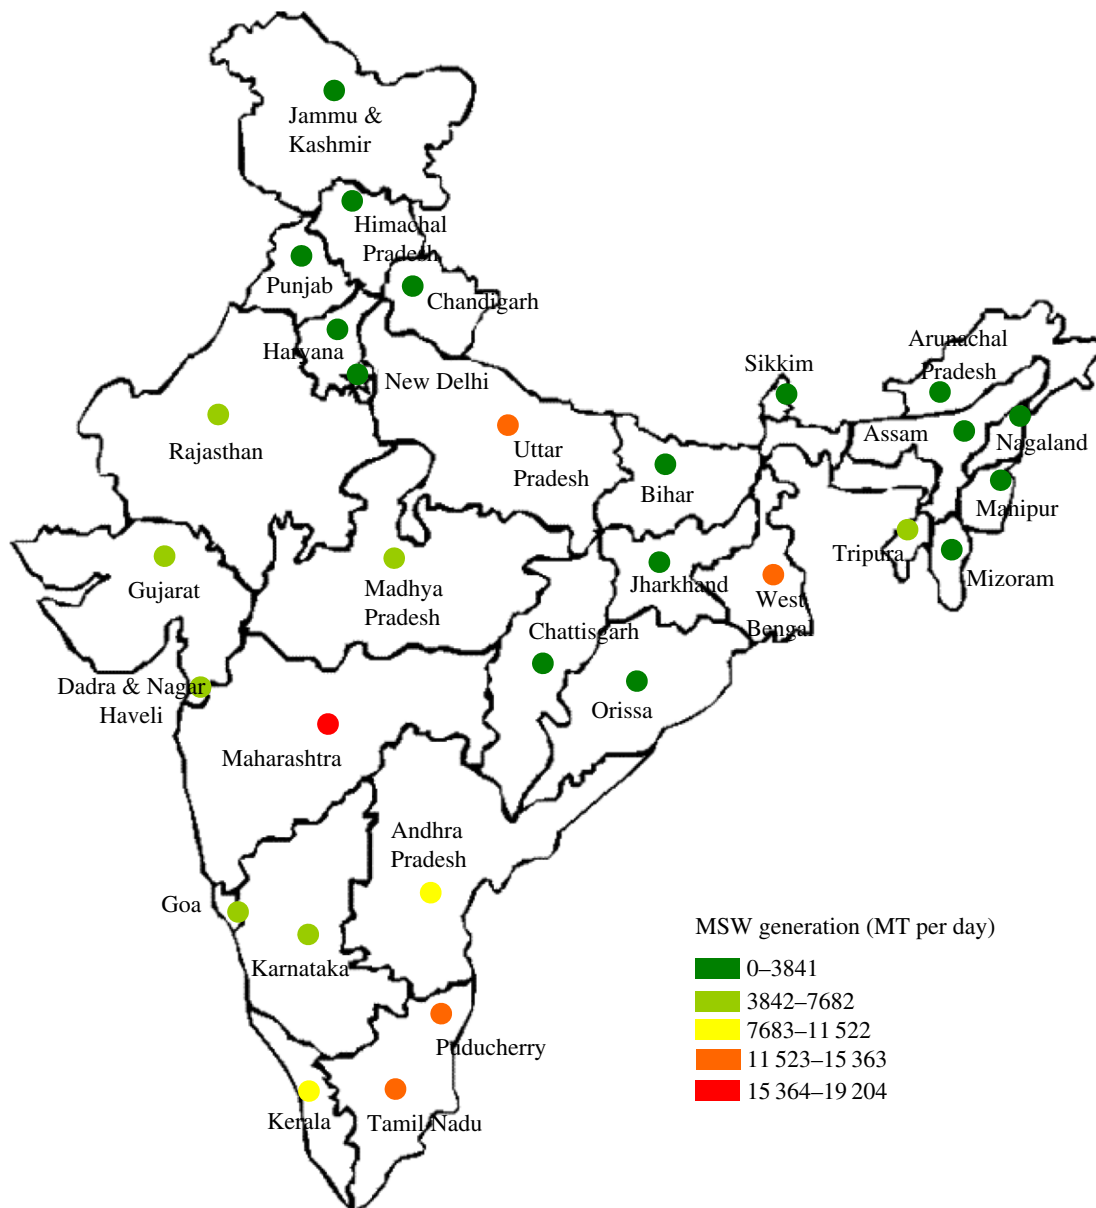 Jammu &
Kashmir
Himachal
Pradesh
Punjab
Chandigarh
Haryana
New Delhi
Arunachal
Pradesh
Sikkim
Rajasthan
Uttar
Pradesh
Assam
Nagaland
Bihar
Manipur
Tripura
Mizoram
Gujarat
Madhya
Pradesh
Jharkhand
West
Bengal
Chattisgarh
Dadra & Nagar
Haveli
Orissa
Maharashtra
Andhra
Pradesh
Goa
Karnataka
Puducherry
Kerala
Tamil Nadu
MSW generation (MT per day)
0–3841
3842–7682
7683–11 522
11 523–15 363
15 364–19 204